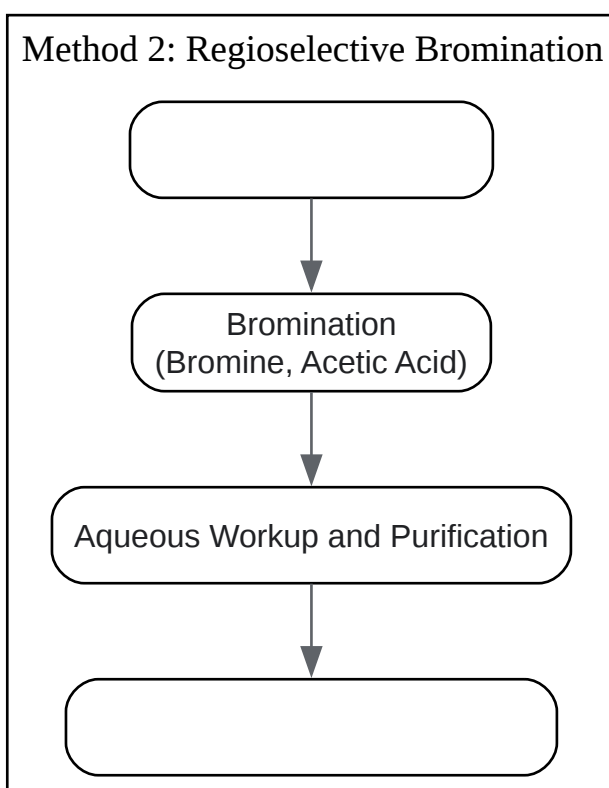 Method 2: Regioselective Bromination
Bromination
(Bromine, Acetic Acid)
Aqueous Workup and Purification